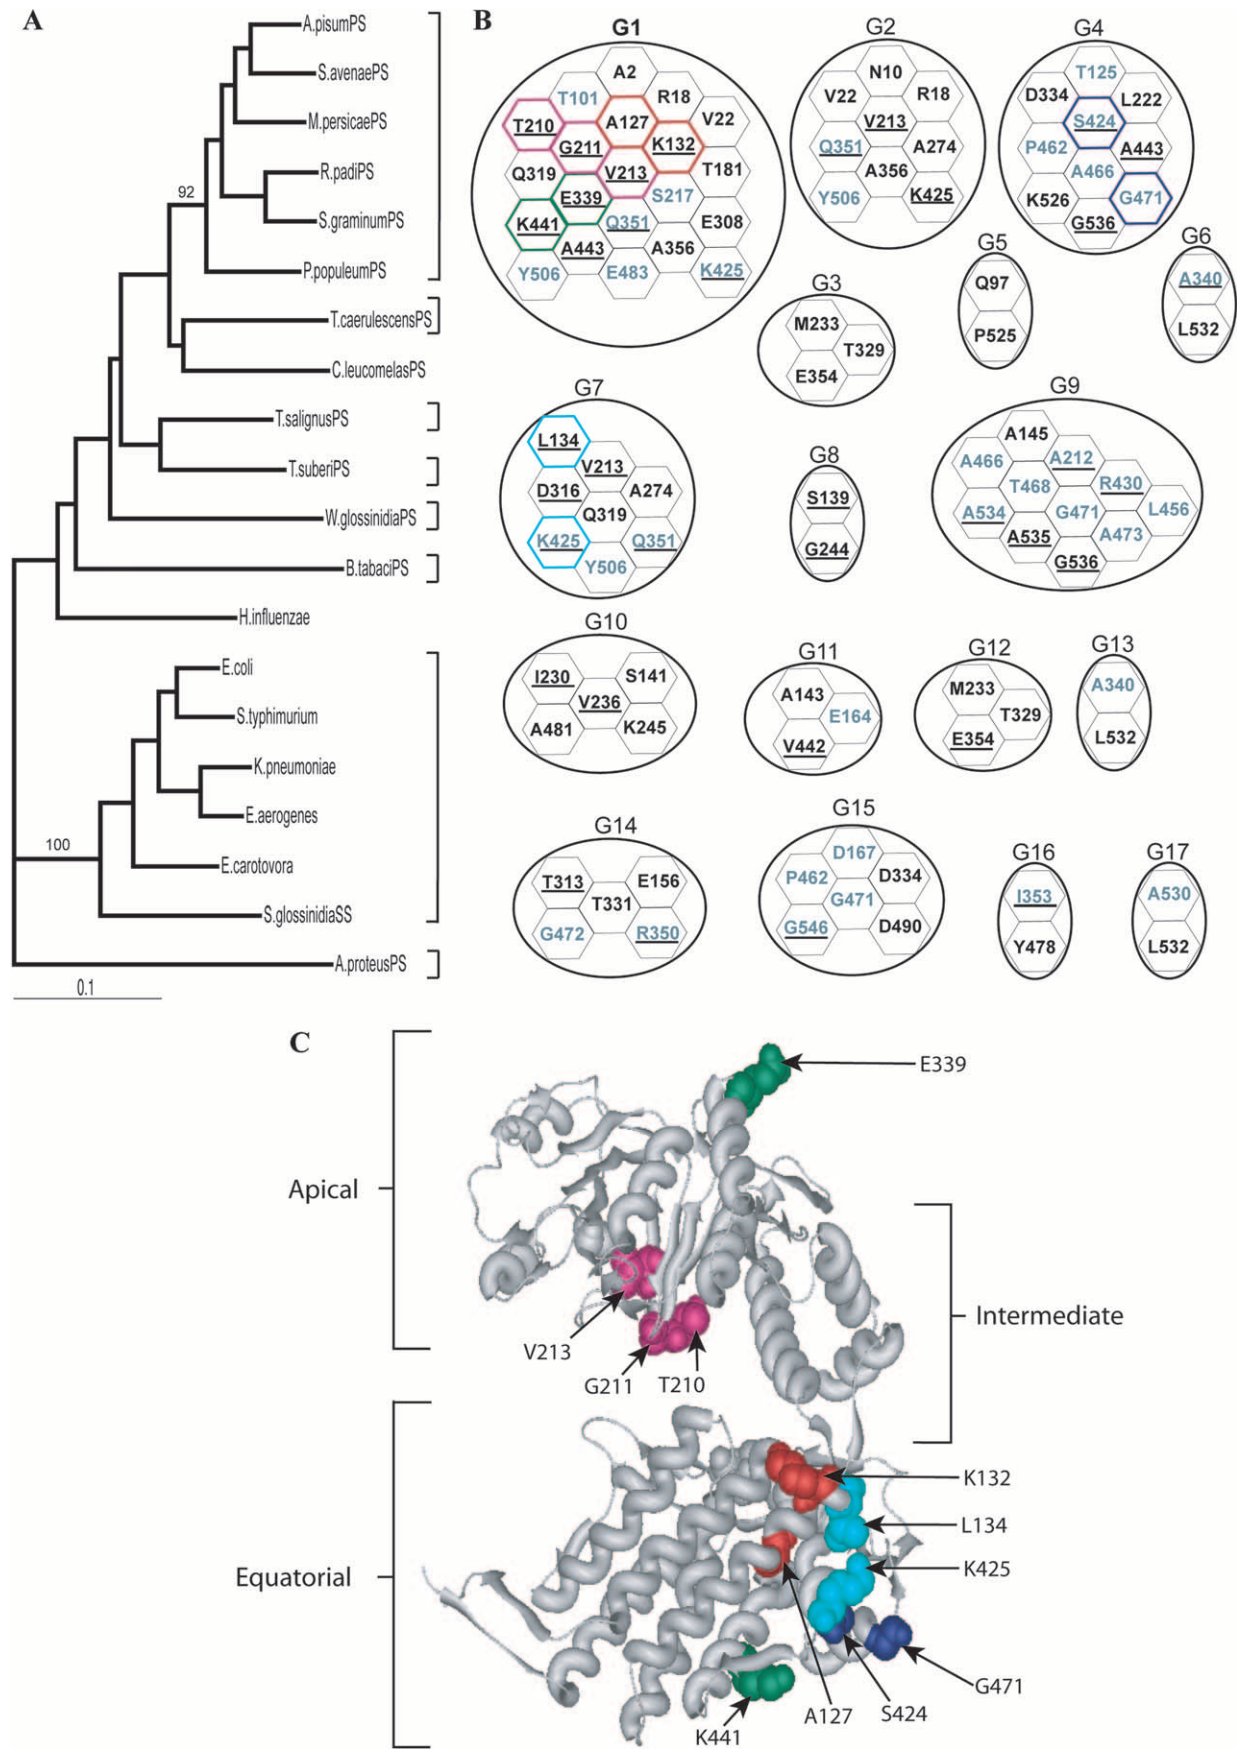 A
A.pisumPS
S.avenaePS
M.persicaePS
R.padiPS
92
S.graminumPS
P.populeumPS
T.caerulescensPS
C.leucomelasPS
T.salignusPS
T.suberiPS
W.glossinidiaPS
B.tabaciPS
H.influenzae
E.coli
S.typhimurium
K.pneumoniae
E.aerogenes
100
E.carotovora
S.glossinidiaSS
A.proteusPS
0.1
B
G1
A2
T101
R18
T210
A127
V22
G211
K132
Q319
V213
T181
E339
S217
K441
Q351
E308
A443
A356
Y506
E483
K425
G2
N10
V22
R18
V213
Q351
A274
A356
Y506
K425
G4
T125
D334
L222
S424
P462
A443
A466
K526
G471
G536
G3
M233
T329
E354
G5
Q97
P525
G6
A340
L532
G7
L134
V213
D316
A274
Q319
K425
Q351
Y506
G8
S139
G244
G9
A145
A466
A212
T468
R430
A534
G471
L456
A535
A473
G536
G10
I230
S141
V236
A481
K245
G11
A143
E164
V442
G12
M233
T329
E354
G13
A340
L532
G14
T313
E156
T331
G472
R350
G15
D167
P462
D334
G471
G546
D490
G16
I353
Y478
G17
A530
L532
C
E339
Apical
Intermediate
V213
G211
T210
K132
L134
K425
Equatorial
G471
S424
A127
K441